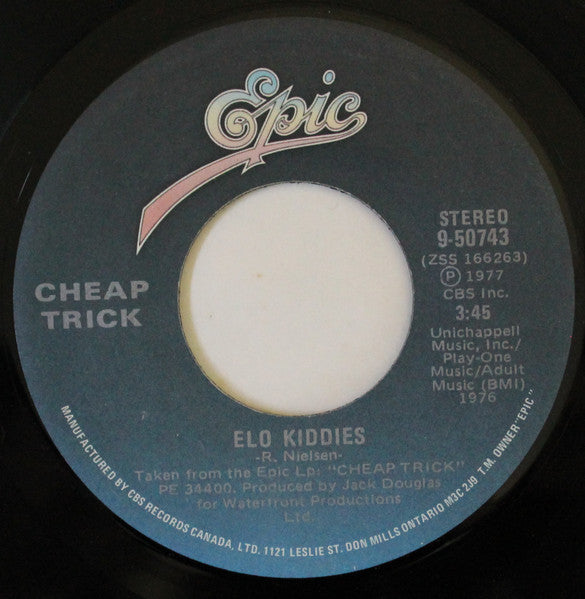 Epic
CHEAP
TRICK
STEREO
9-50743
(ZSS 166263)
Ⓟ 1977
CBS Inc.
3:45
Unichappell
Music, Inc./
Play-One
Music/Adult
Music (BMI)
1976
ELO KIDDIES
-R. Nielsen-
Taken from the Epic Lp: "CHEAP TRICK"
PE 34400. Produced by Jack Douglas
for Waterfront Productions
Ltd.
MANUFACTURED BY CBS RECORDS CANADA, LTD. 1121 LESLIE ST. DON MILLS ONTARIO M3C 2J9 T.M. OWNER "EPIC"